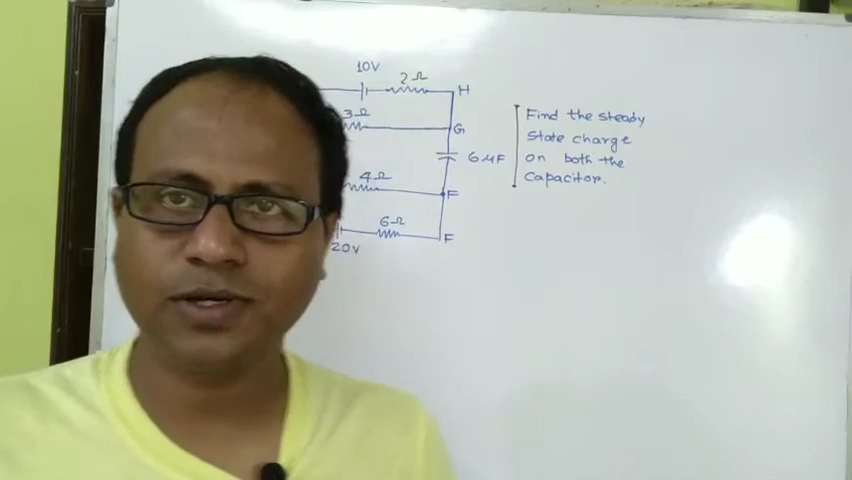 10V
2Ω
H
3Ω
G
6μF
4Ω
F
6Ω
F
20V
Find the steady
State charge
on both the
Capacitor.